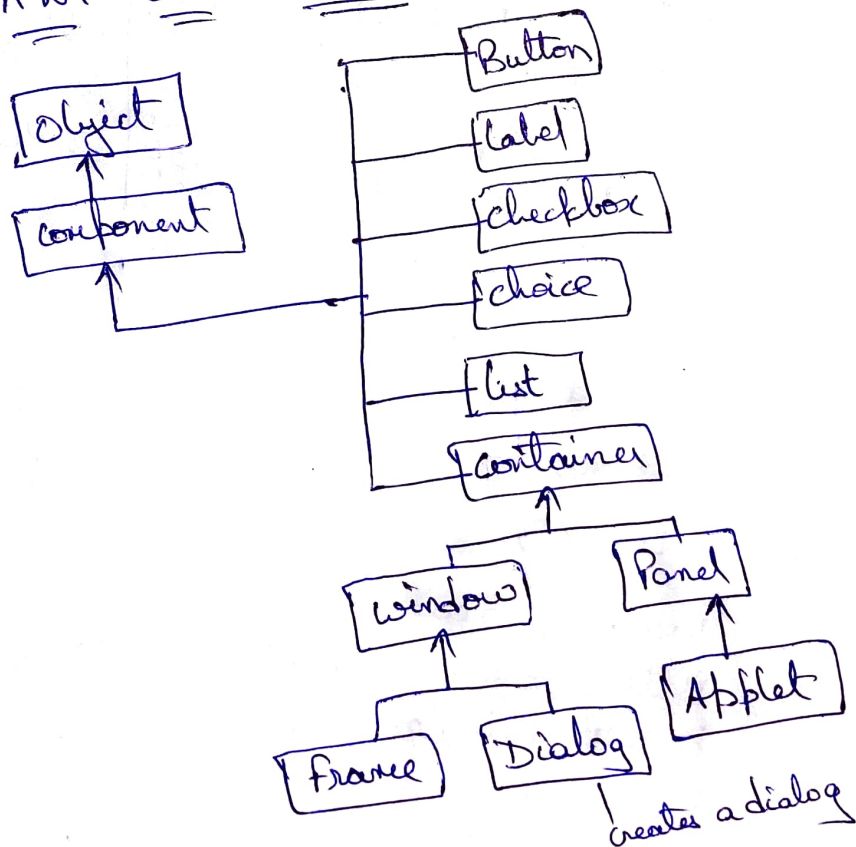 Button
Object
Label
Component
checkbox
choice
List
Container
Window
Panel
Applet
Frame
Dialog
creates a dialog